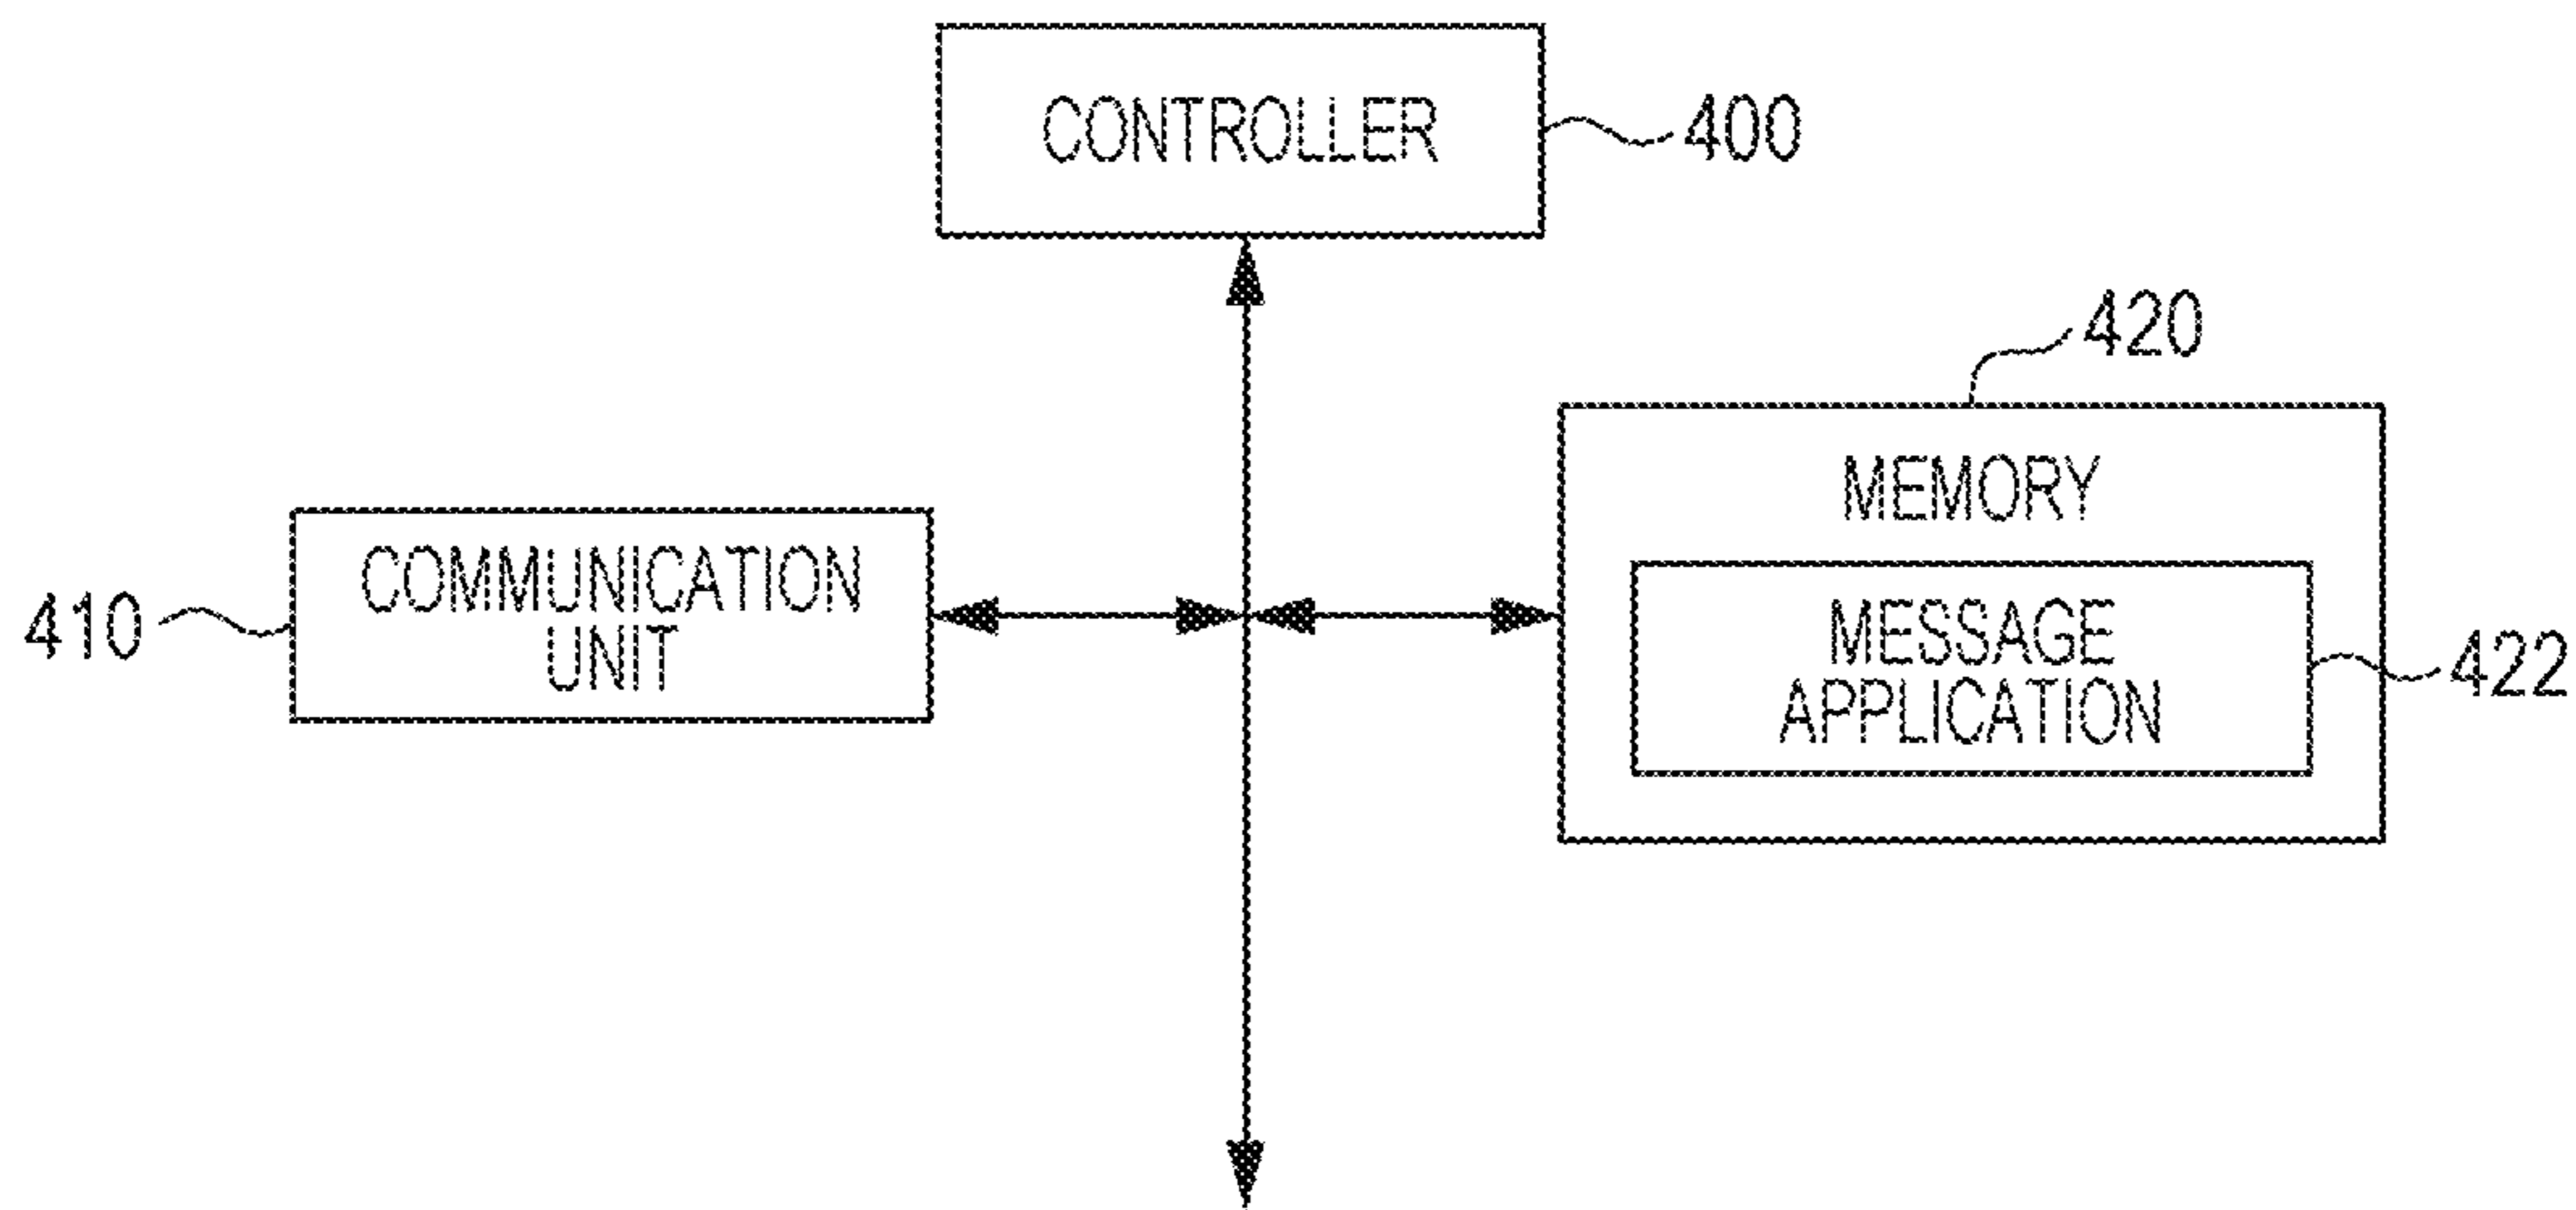 CONTROLLER
400
420
MEMORY
COMMUNICATION
UNIT
410
MESSAGE
APPLICATION
422